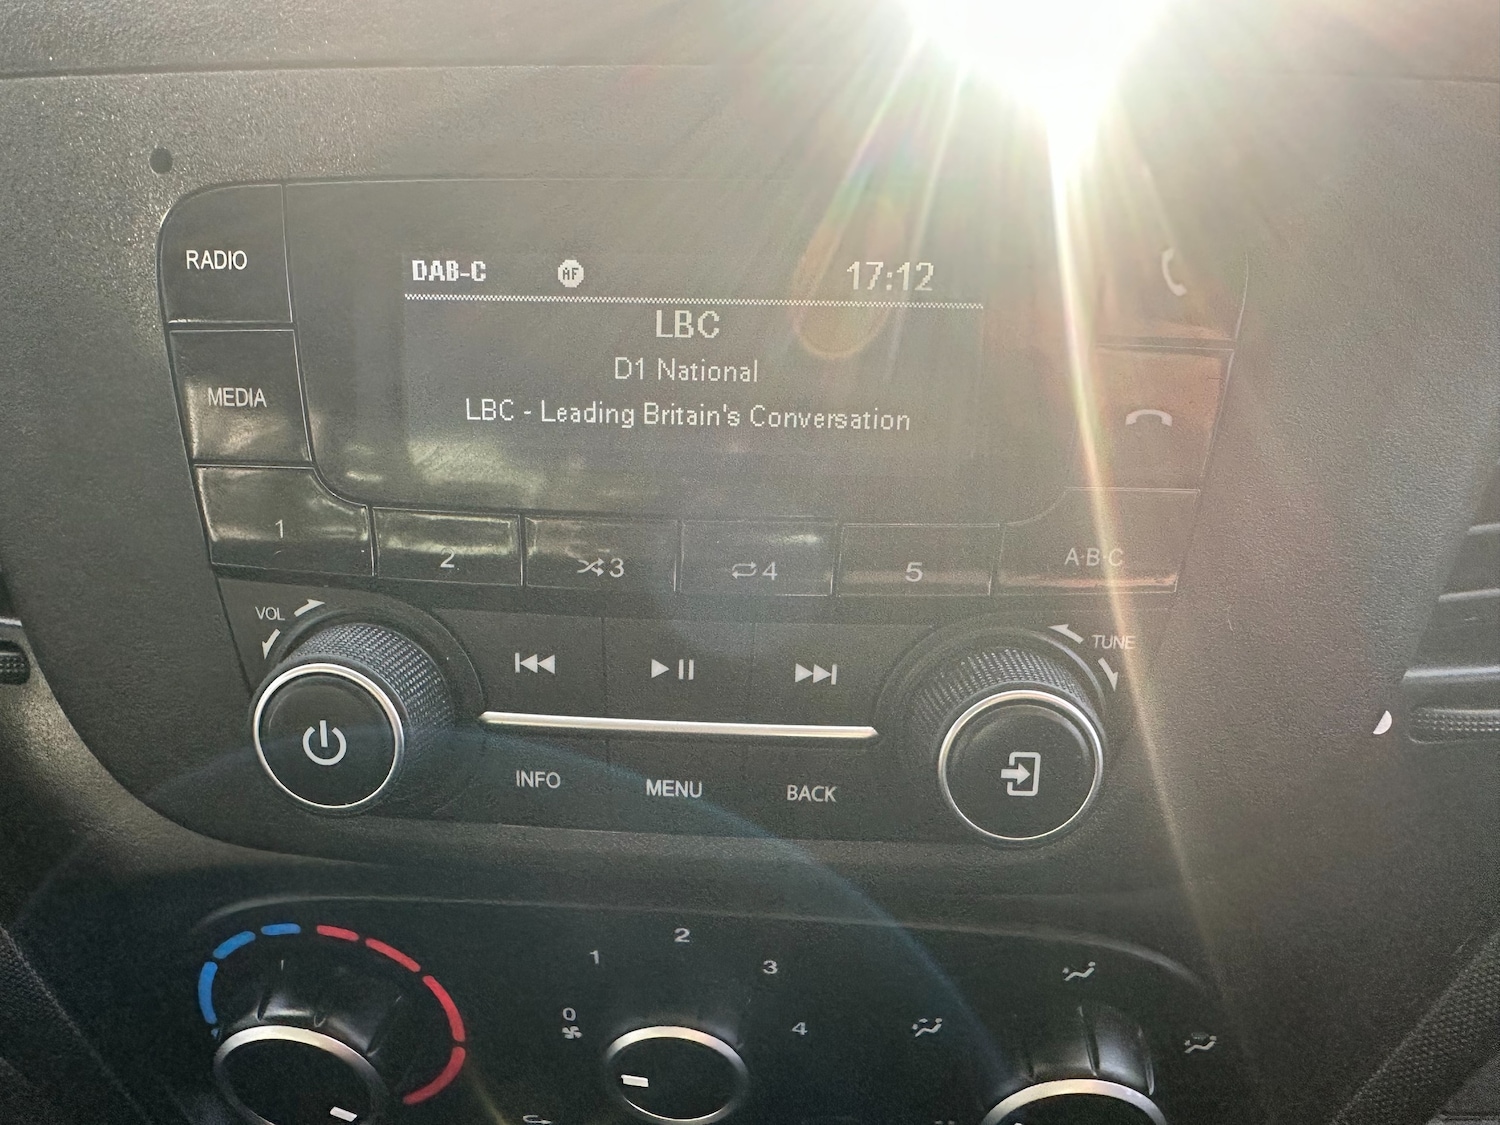 RADIO
DAB-C AF 17:12
LBC
D1 National
MEDIA
LBC - Leading Britain's Conversation
1 2 3 4 5 A·B·C
VOL
TUNE
INFO MENU BACK
0 1 2 3 4